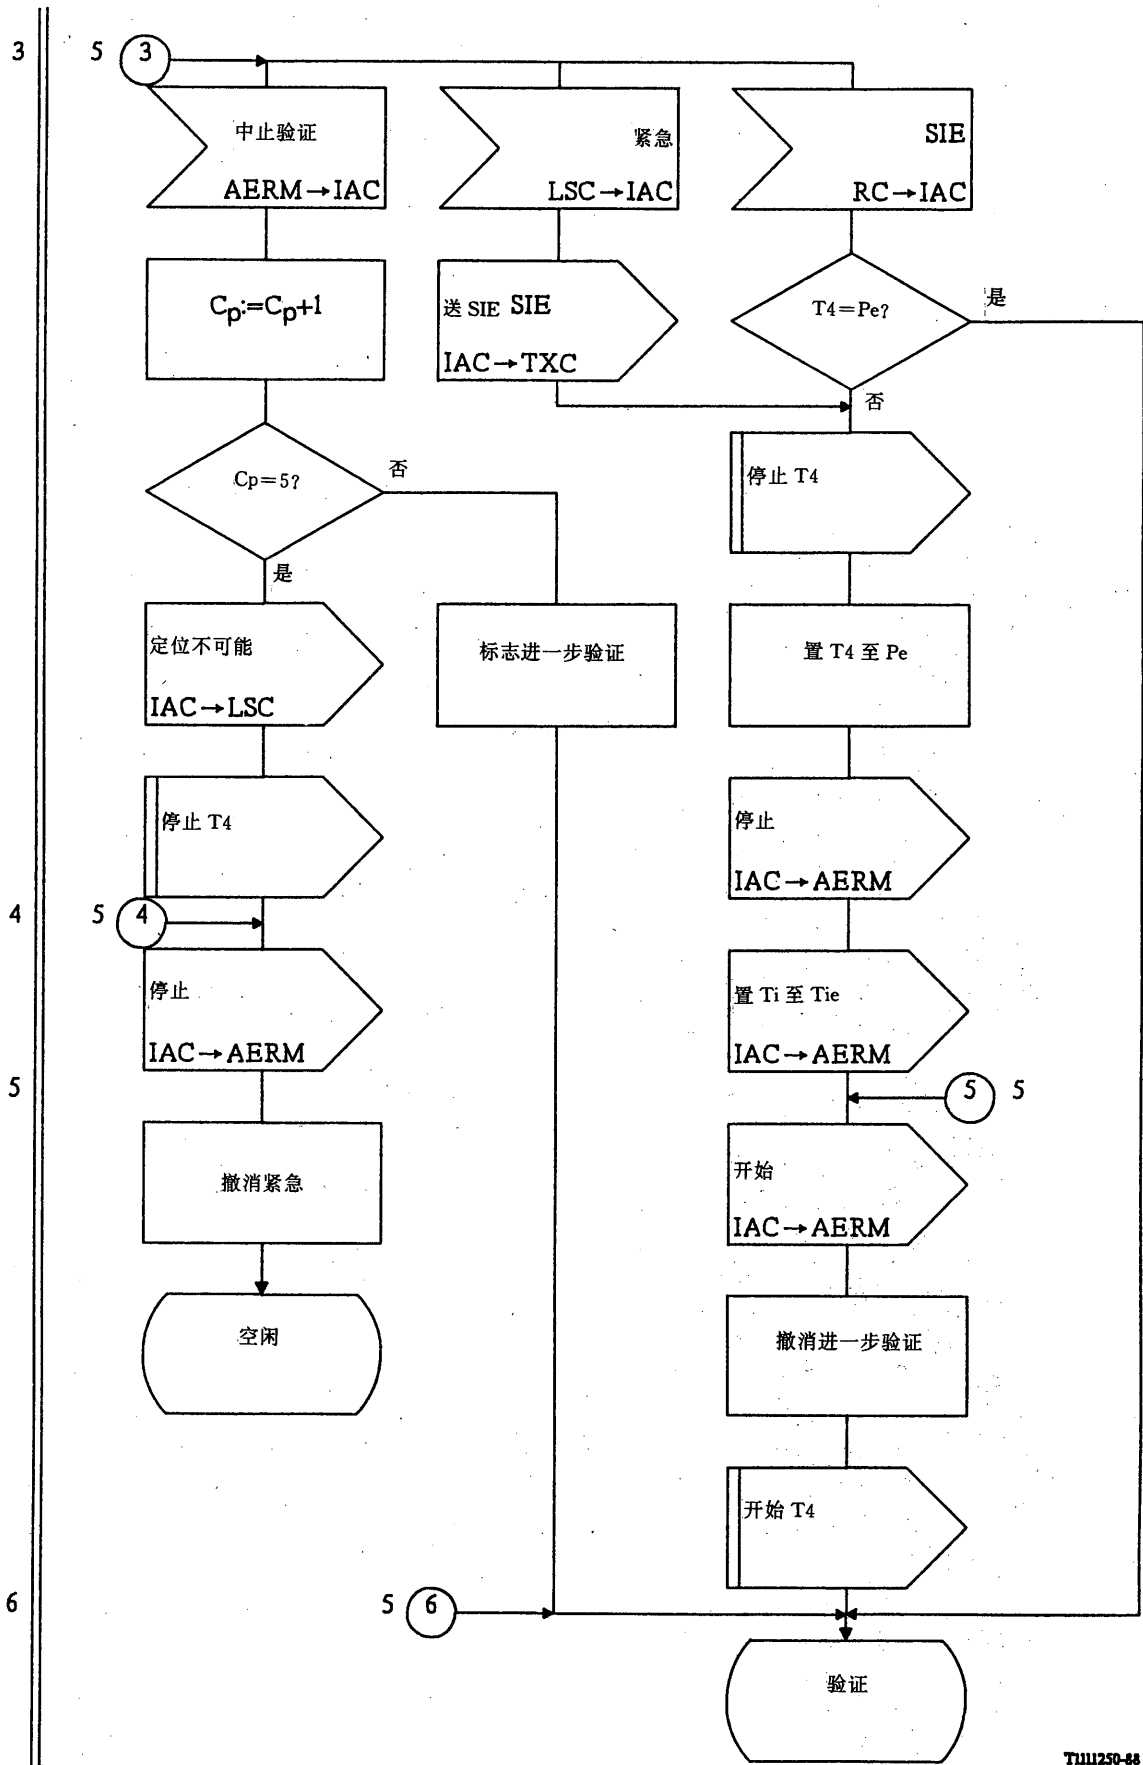 3
5
3
中止验证
AERM→IAC
紧急
LSC→IAC
SIE
RC→IAC
Cp:=Cp+1
送 SIE SIE
IAC→TXC
T4=Pe?
是
否
停止 T4
Cp=5?
否
是
定位不可能
IAC→LSC
标志进一步验证
置 T4 至 Pe
停止 T4
停止
IAC→AERM
4
5
4
停止
IAC→AERM
置 Ti 至 Tie
IAC→AERM
5
5
5
撤消紧急
开始
IAC→AERM
空闲
撤消进一步验证
开始 T4
6
5
6
验证
T1111250-88